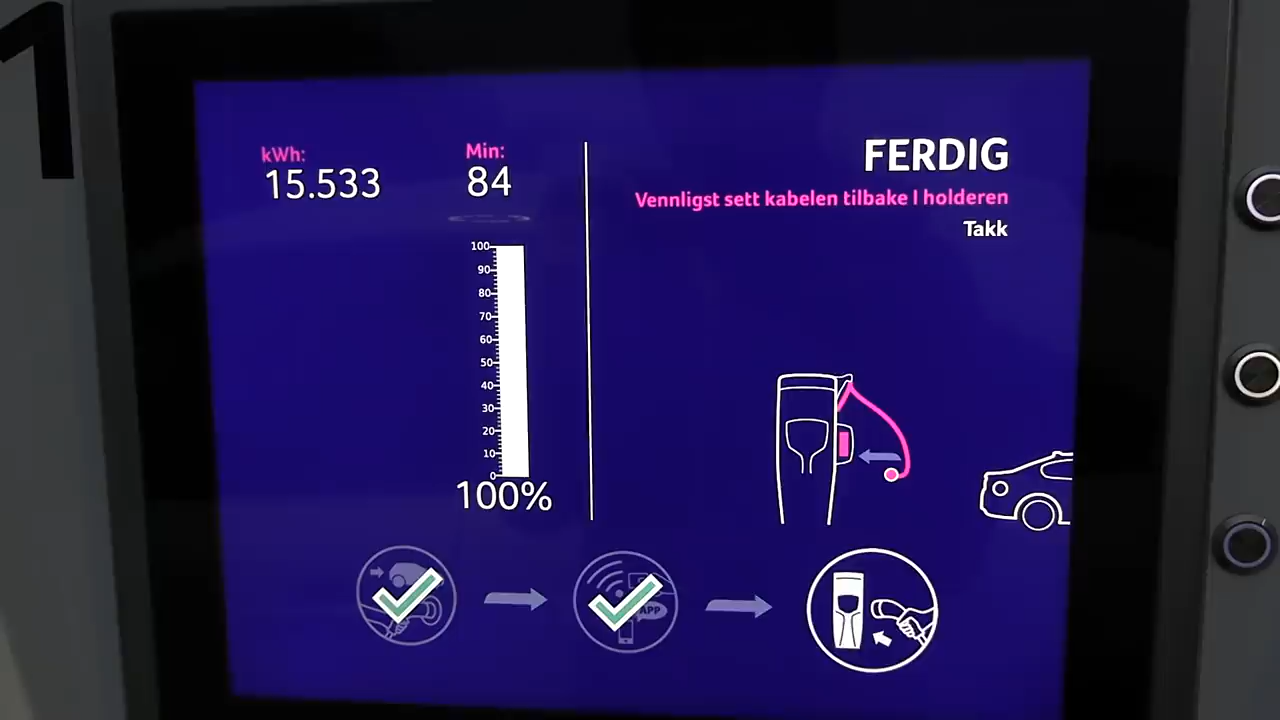 1
kWh:
15.533
Min:
84
100
90
80
70
60
50
40
30
20
10
0
100%
FERDIG
Vennligst sett kabelen tilbake I holderen
Takk
APP